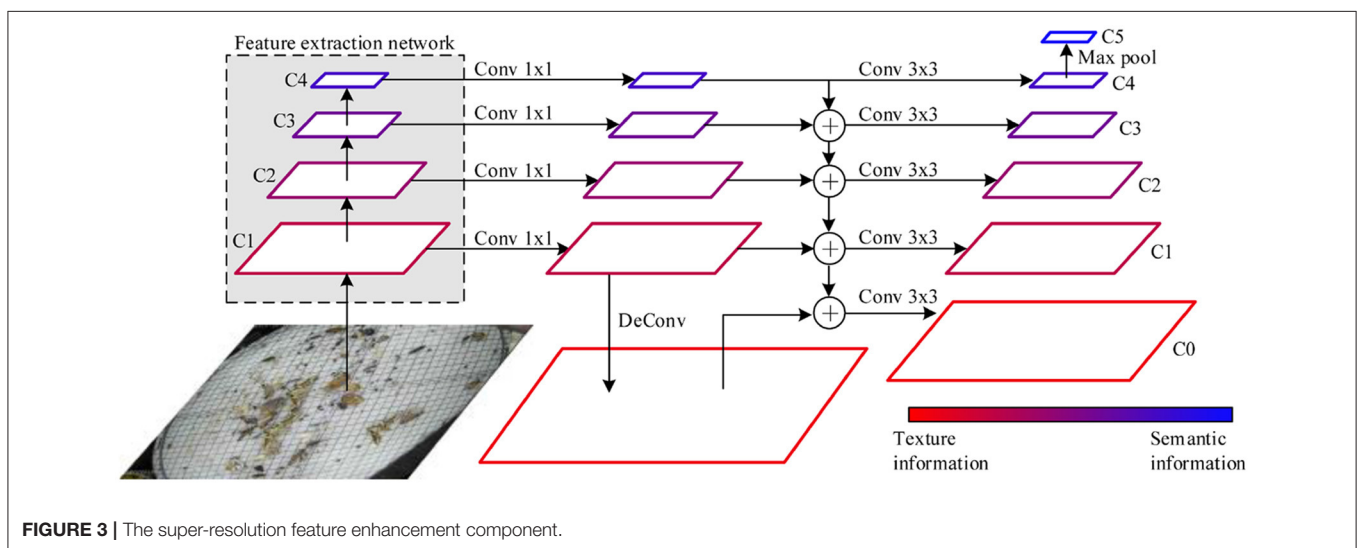 Feature extraction network
C5
Max pool
C4 Conv 1x1 Conv 3x3 C4
C3 Conv 1x1 Conv 3x3 C3
C2 Conv 1x1 Conv 3x3 C2
C1 Conv 1x1 Conv 3x3 C1
DeConv Conv 3x3 C0
Texture information
Semantic information
FIGURE 3 | The super-resolution feature enhancement component.